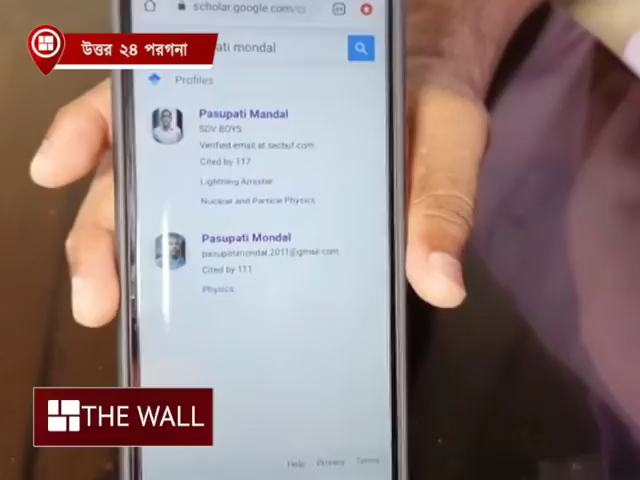 scholar.google.com/
উত্তর ২৪ পরগনা
pati mondal
Profiles
Pasupati Mandal
SDV BOYS
Verified email at secbuf.com
Cited by 117
Lightning Arrester
Nuclear and Particle Physics
Pasupati Mondal
pasupatimondal.2011@gmail.com
Cited by 111
Physics
THE WALL
Help Privacy Terms